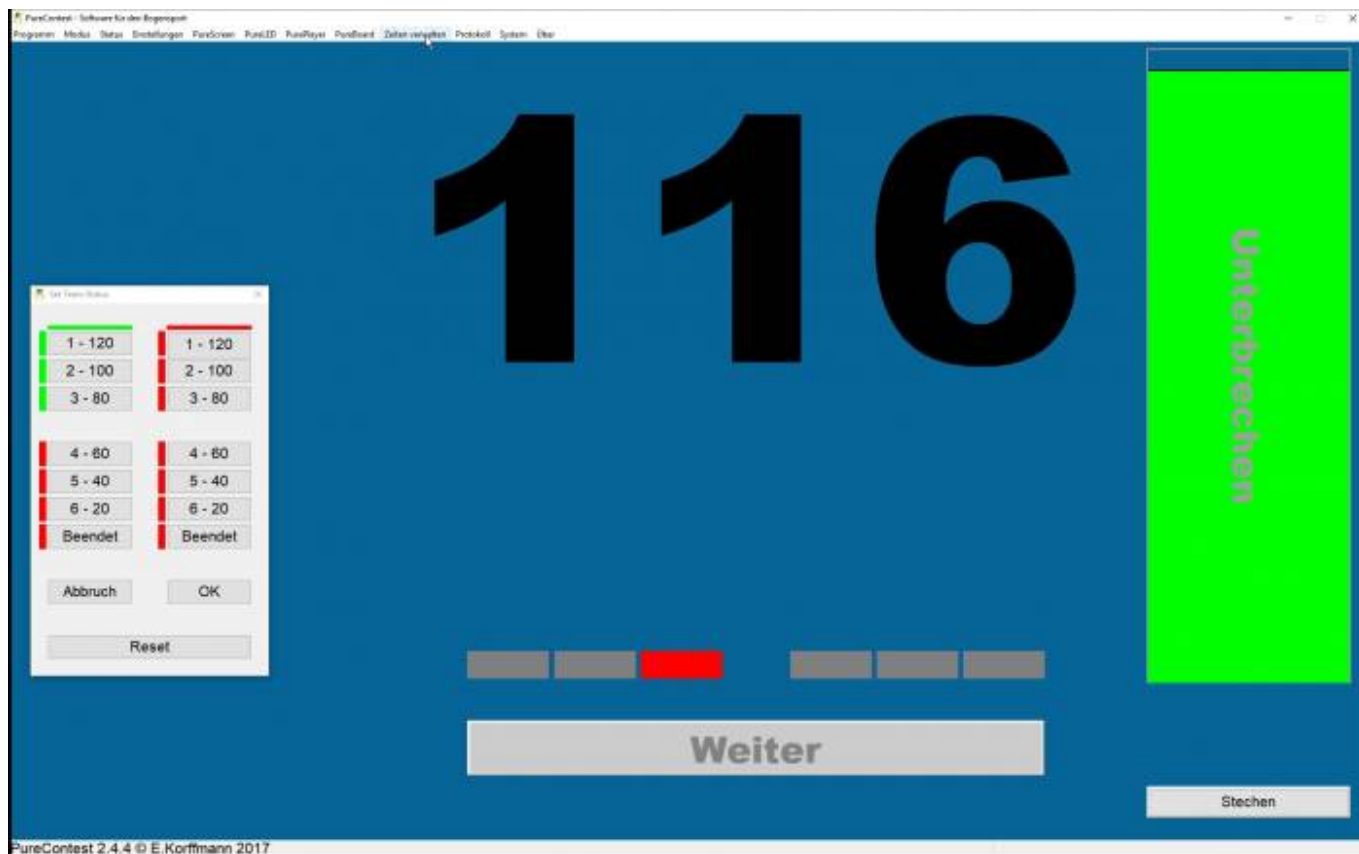 PureContest - Software für den Bogensport
Programm Modus Status Einstellungen PureScreen PureLED PurePlayer PureBoard Zeiten verwalten Protokoll System Über
116
Unterbrechen
Set Team Status
1 - 120 1 - 120
2 - 100 2 - 100
3 - 80 3 - 80
4 - 60 4 - 60
5 - 40 5 - 40
6 - 20 6 - 20
Beendet Beendet
Abbruch OK
Reset
Weiter
Stechen
PureContest 2.4.4 © E.Korffmann 2017